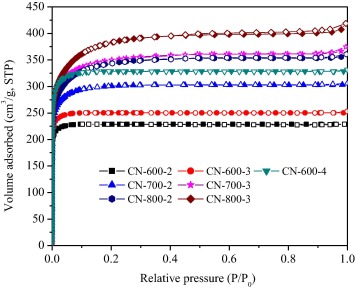 450
400
350
300
250
200
150
100
50
0
Volume adsorbed (cm³/g, STP)
CN-600-2 CN-600-3 CN-600-4
CN-700-2 CN-700-3
CN-800-2 CN-800-3
0.0 0.2 0.4 0.6 0.8 1.0
Relative pressure (P/P₀)